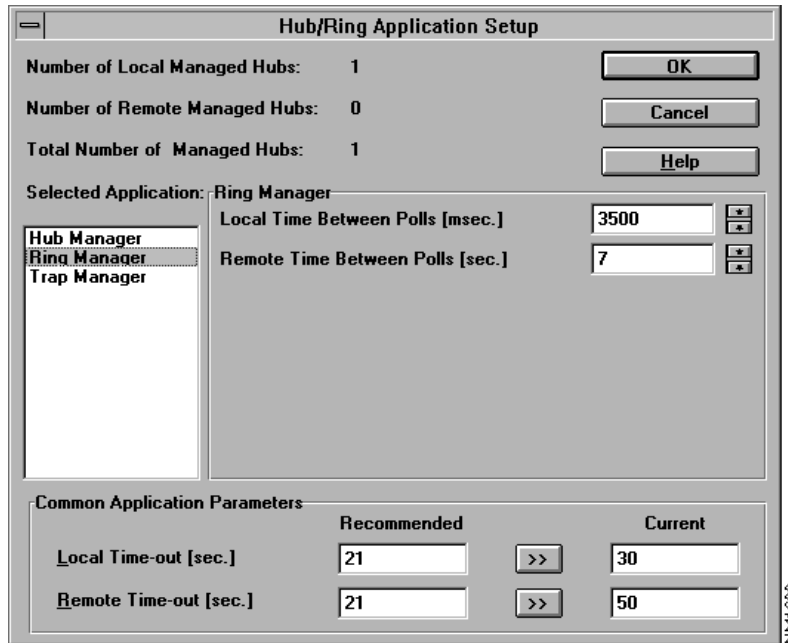 Hub/Ring Application Setup
Number of Local Managed Hubs: 1
OK
Number of Remote Managed Hubs: 0
Cancel
Total Number of Managed Hubs: 1
Help
Selected Application:
Ring Manager
Hub Manager
Ring Manager
Trap Manager
Local Time Between Polls [msec.] 3500
Remote Time Between Polls [sec.] 7
Common Application Parameters
Recommended Current
Local Time-out [sec.] 21 >> 30
Remote Time-out [sec.] 21 >> 50